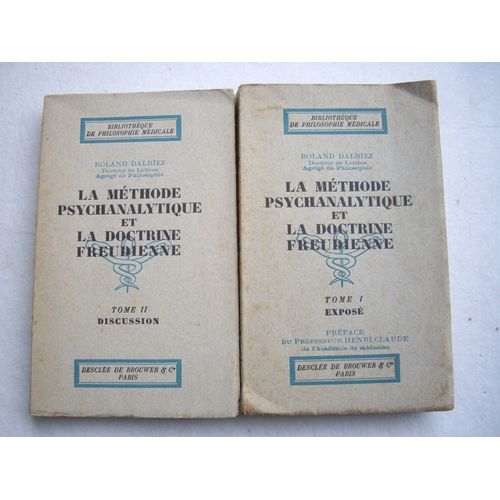 BIBLIOTHÈQUE
DE PHILOSOPHIE MÉDICALE
ROLAND DALBIEZ
Docteur ès Lettres
Agrégé de Philosophie
LA MÉTHODE
PSYCHANALYTIQUE
ET
LA DOCTRINE
FREUDIENNE
TOME II
DISCUSSION
DESCLÉE DE BROUWER & Cie
PARIS
BIBLIOTHÈQUE
DE PHILOSOPHIE MÉDICALE
ROLAND DALBIEZ
Docteur ès Lettres
Agrégé de Philosophie
LA MÉTHODE
PSYCHANALYTIQUE
ET
LA DOCTRINE
FREUDIENNE
TOME I
EXPOSÉ
PRÉFACE
DU PROFESSEUR HENRI CLAUDE
de l'Académie de médecine
DESCLÉE DE BROUWER & Cie
PARIS